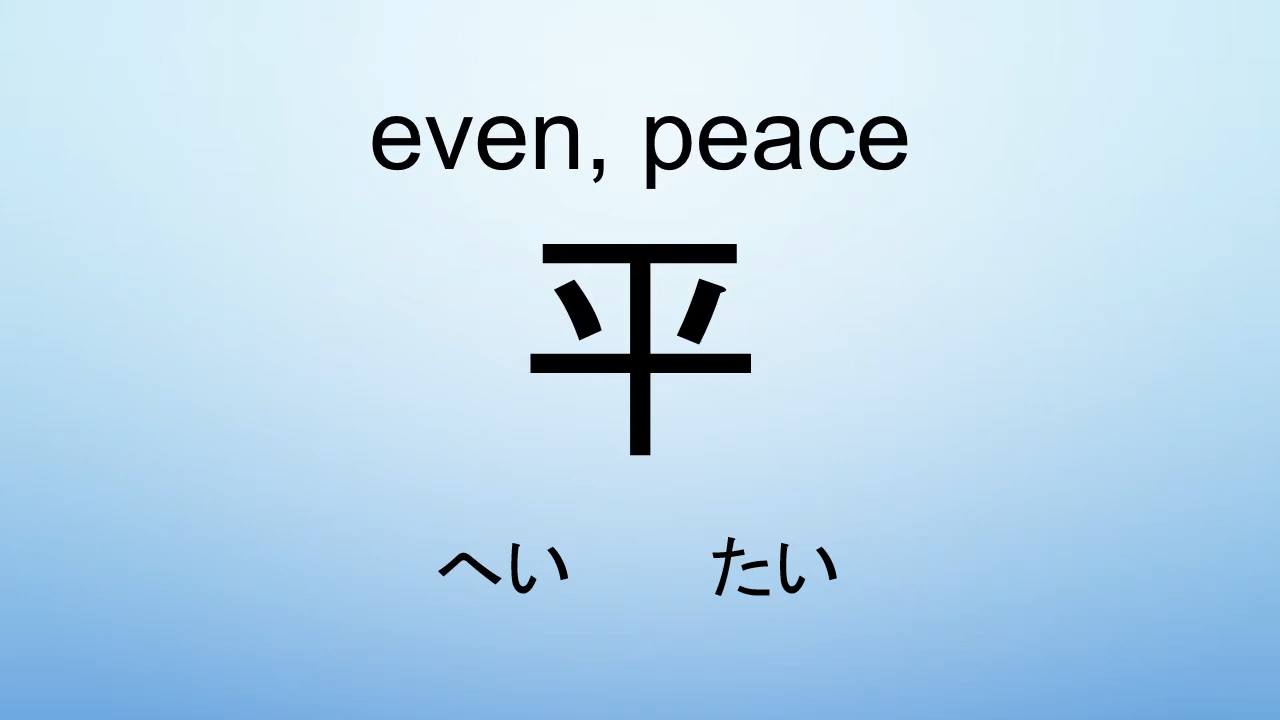 even, peace
平
へい たい